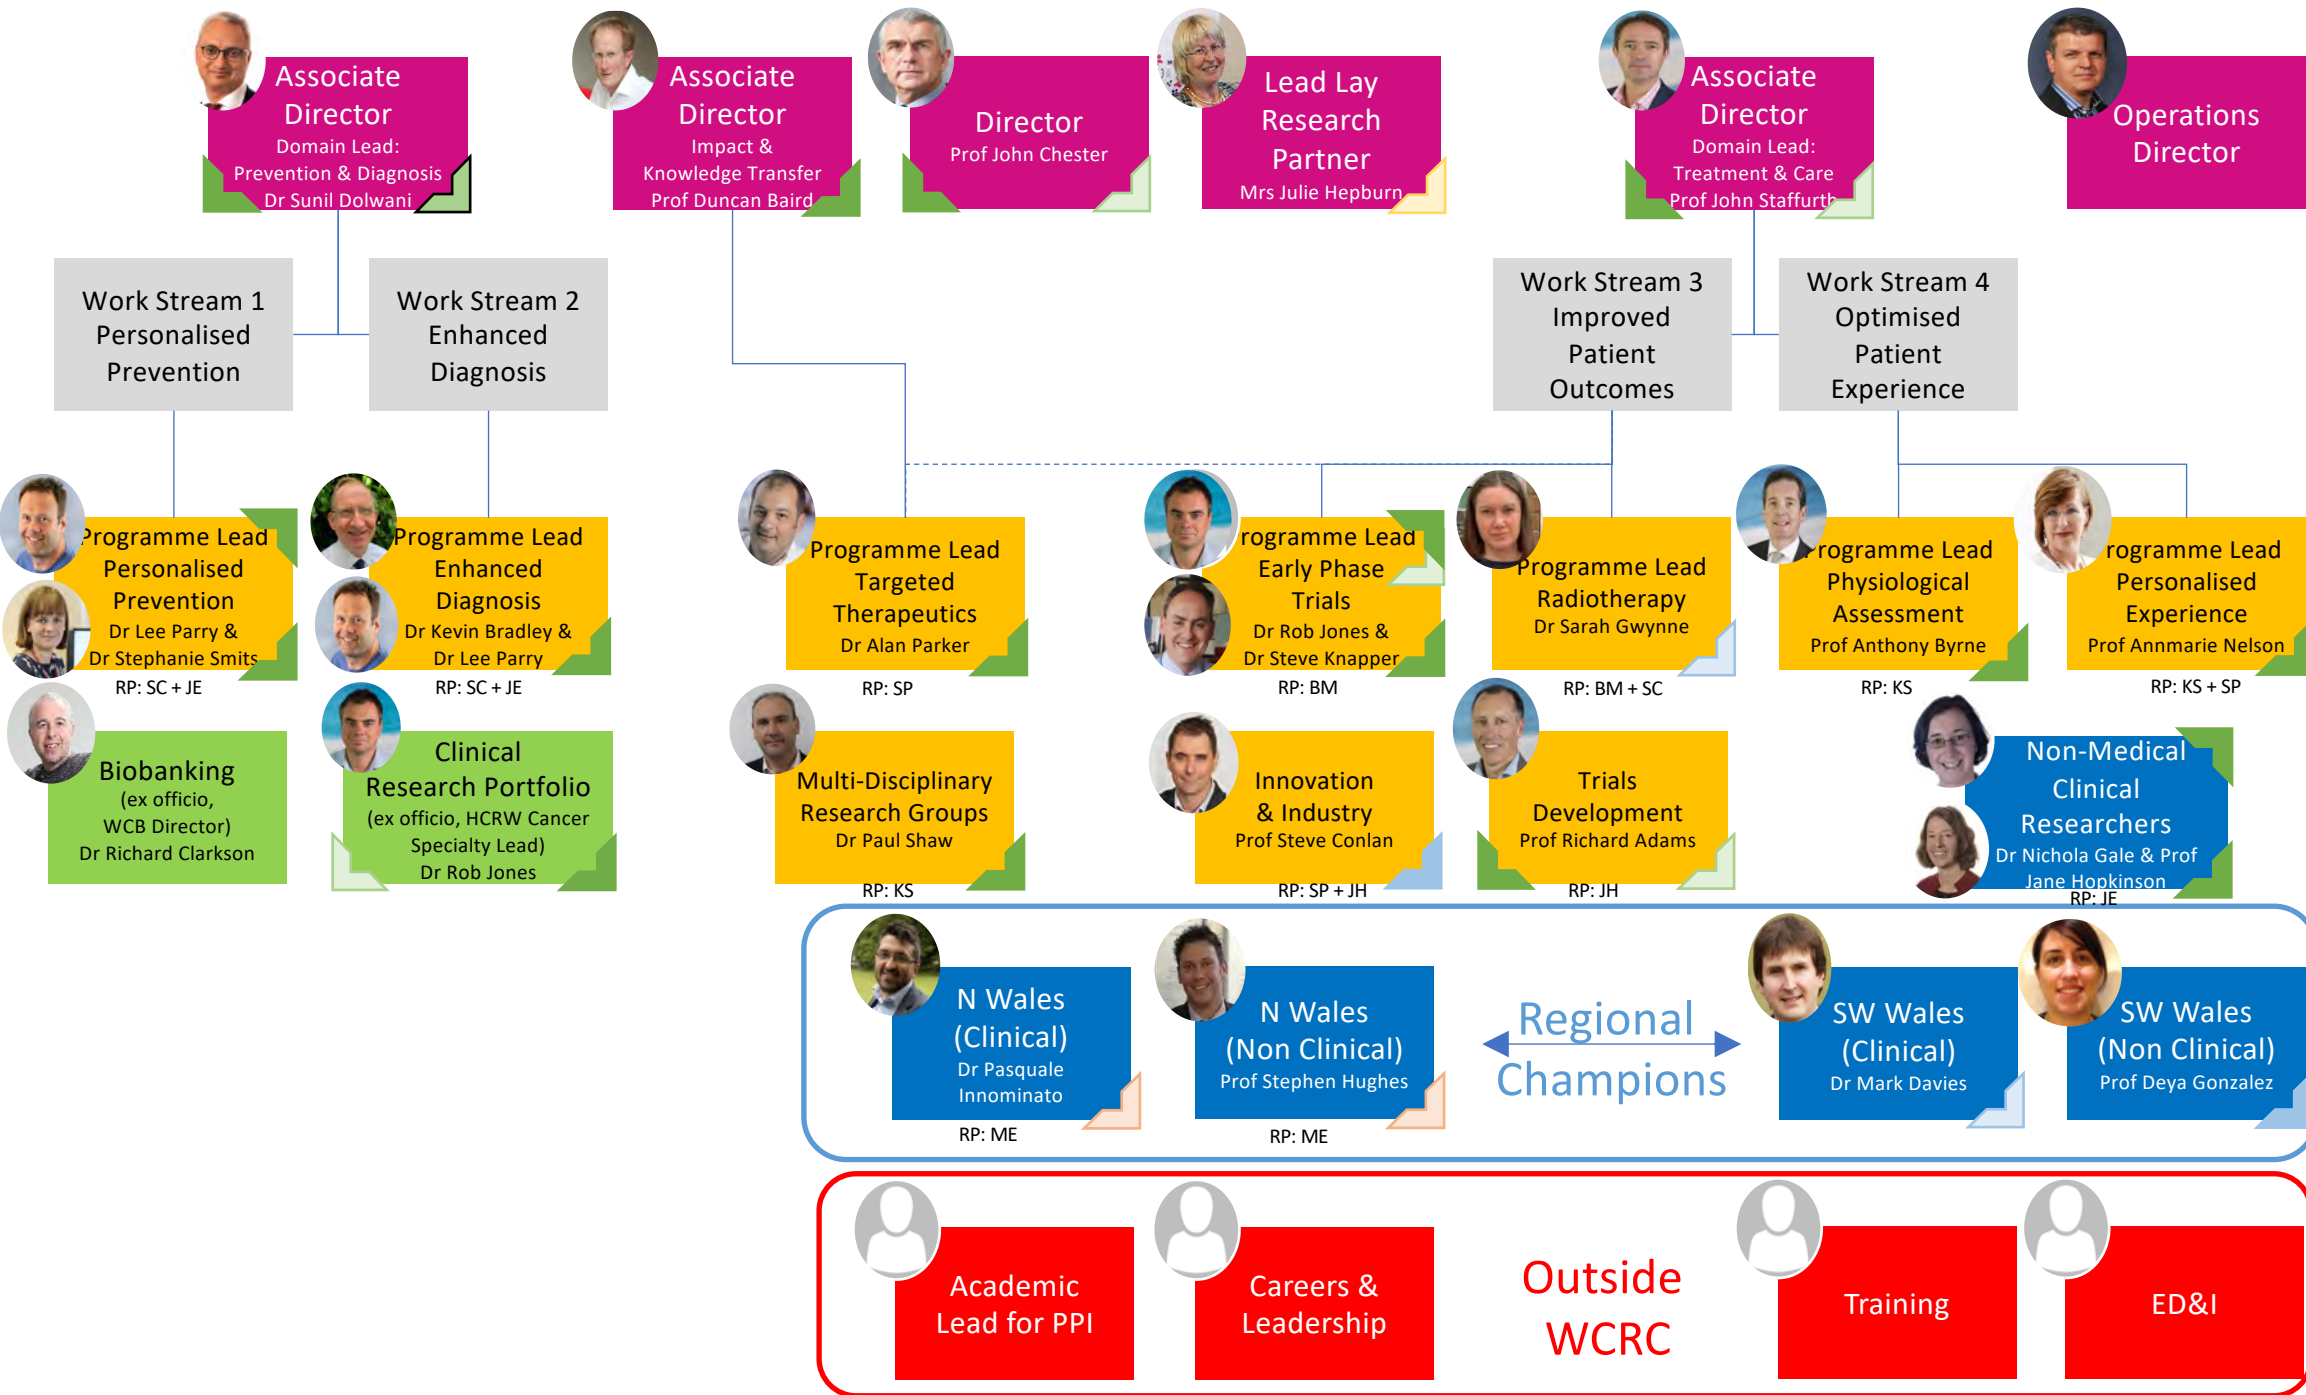 Associate
Director
Domain Lead:
Prevention & Diagnosis
Dr Sunil Dolwani
Associate
Director
Impact &
Knowledge Transfer
Prof Duncan Baird
Director
Prof John Chester
Lead Lay
Research
Partner
Mrs Julie Hepburn
Associate
Director
Domain Lead:
Treatment & Care
Prof John Staffurth
Operations
Director
Work Stream 1
Personalised
Prevention
Work Stream 2
Enhanced
Diagnosis
Work Stream 3
Improved
Patient
Outcomes
Work Stream 4
Optimised
Patient
Experience
Programme Lead
Personalised
Prevention
Dr Lee Parry &
Dr Stephanie Smits
RP: SC + JE
Programme Lead
Enhanced
Diagnosis
Dr Kevin Bradley &
Dr Lee Parry
RP: SC + JE
Programme Lead
Targeted
Therapeutics
Dr Alan Parker
RP: SP
rogramme Lead
Early Phase
Trials
Dr Rob Jones &
Dr Steve Knapper
RP: BM
Programme Lead
Radiotherapy
Dr Sarah Gwynne
RP: BM + SC
Programme Lead
Physiological
Assessment
Prof Anthony Byrne
RP: KS
rogramme Lead
Personalised
Experience
Prof Annmarie Nelson
RP: KS + SP
Biobanking
(ex officio,
WCB Director)
Dr Richard Clarkson
Clinical
Research Portfolio
(ex officio, HCRW Cancer
Specialty Lead)
Dr Rob Jones
Multi-Disciplinary
Research Groups
Dr Paul Shaw
RP: KS
Innovation
& Industry
Prof Steve Conlan
RP: SP + JH
Trials
Development
Prof Richard Adams
RP: JH
Non-Medical
Clinical
Researchers
Dr Nichola Gale & Prof
Jane Hopkinson
RP: JE
N Wales
(Clinical)
Dr Pasquale
Innominato
RP: ME
N Wales
(Non Clinical)
Prof Stephen Hughes
RP: ME
Regional
Champions
SW Wales
(Clinical)
Dr Mark Davies
SW Wales
(Non Clinical)
Prof Deya Gonzalez
Academic
Lead for PPI
Careers &
Leadership
Outside
WCRC
Training
ED&I